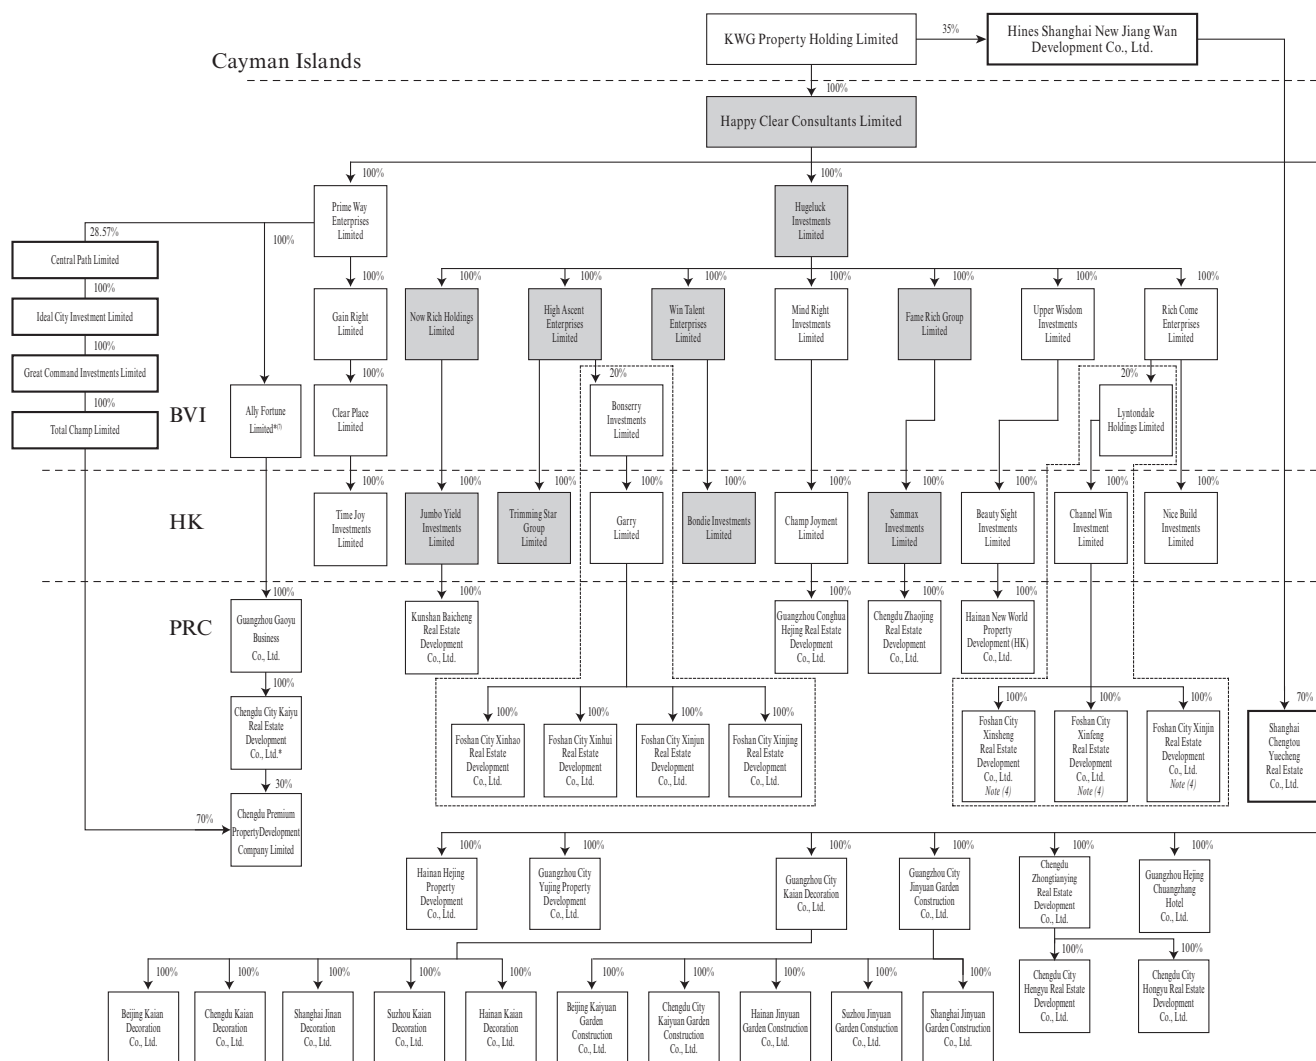 KWG Property Holding Limited
35%
Hines Shanghai New Jiang Wan
Development Co., Ltd.
Cayman Islands
100%
Happy Clear Consultants Limited
100%
100%
Prime Way
Enterprises
Limited
Hugeluck
Investments
Limited
28.57%
100%
Central Path Limited
100%
Ideal City Investment Limited
100%
Great Command Investments Limited
100%
Total Champ Limited
BVI
100%
100%
100%
100%
100%
100%
100%
100%
Gain Right
Limited
Now Rich Holdings
Limited
High Ascent
Enterprises
Limited
Win Talent
Enterprises
Limited
Mind Right
Investments
Limited
Fame Rich Group
Limited
Upper Wisdom
Investments
Limited
Rich Come
Enterprises
Limited
100%
20%
20%
Ally Fortune
Limited*(7)
Clear Place
Limited
Bonserry
Investments
Limited
Lyntondale
Holdings Limited
HK
100%
100%
100%
100%
100%
100%
100%
100%
100%
100%
Time Joy
Investments
Limited
Jumbo Yield
Investments
Limited
Trimming Star
Group
Limited
Garry
Limited
Bondie Investments
Limited
Champ Joyment
Limited
Sammax
Investments
Limited
Beauty Sight
Investments
Limited
Channel Win
Investment
Limited
Nice Build
Investments
Limited
PRC
100%
100%
100%
100%
100%
Guangzhou Gaoyu
Business
Co., Ltd.
Kunshan Baicheng
Real Estate
Development
Co., Ltd.
Guangzhou Conghua
Hejing Real Estate
Development
Co., Ltd.
Chengdu Zhaojing
Real Estate
Development
Co., Ltd.
Hainan New World
Property
Development (HK)
Co., Ltd.
100%
Chengdu City Kaiyu
Real Estate
Development
Co., Ltd.*
100%
100%
100%
100%
100%
100%
100%
70%
Foshan City Xinhao
Real Estate
Development
Co., Ltd.
Foshan City Xinhui
Real Estate
Development
Co., Ltd.
Foshan City Xinjun
Real Estate
Development
Co., Ltd.
Foshan City Xinjing
Real Estate
Development
Co., Ltd.
Foshan City
Xinsheng
Real Estate
Development
Co., Ltd.
Note (4)
Foshan City
Xinfeng
Real Estate
Development
Co., Ltd.
Note (4)
Foshan City Xinjin
Real Estate
Development
Co., Ltd.
Note (4)
Shanghai
Chengtou
Yuecheng
Real Estate
Co., Ltd.
30%
70%
Chengdu Premium
PropertyDevelopment
Company Limited
100%
100%
100%
100%
100%
100%
Hainan Hejing
Property
Development
Co., Ltd.
Guangzhou City
Yujing Property
Development
Co., Ltd.
Guangzhou City
Kaian Decoration
Co., Ltd.
Guangzhou City
Jinyuan Garden
Construction
Co., Ltd.
Chengdu
Zhongtianying
Real Estate
Development
Co., Ltd.
Guangzhou Hejing
Chuangzhang
Hotel
Co., Ltd.
100%
100%
100%
100%
100%
100%
100%
100%
100%
100%
100%
100%
Beijing Kaian
Decoration
Co., Ltd.
Chengdu Kaian
Decoration
Co., Ltd.
Shanghai Jinan
Decoration
Co., Ltd.
Suzhou Kaian
Decoration
Co., Ltd.
Hainan Kaian
Decoration
Co., Ltd.
Beijing Kaiyuan
Garden
Construction
Co., Ltd.
Chengdu City
Kaiyuan Garden
Construction
Co., Ltd.
Hainan Jinyuan
Garden Construction
Co., Ltd.
Suzhou Jinyuan
Garden Constuction
Co., Ltd.
Shanghai Jinyuan
Garden Construction
Co., Ltd.
Chengdu City
Hengyu Real Estate
Development
Co., Ltd.
Chengdu City
Hongyu Real Estate
Development
Co., Ltd.